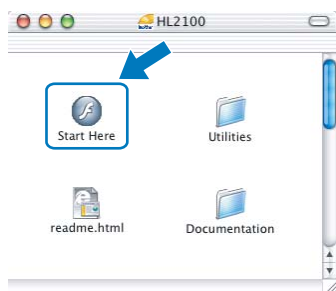 HL2100
Start Here
Utilities
readme.html
Documentation